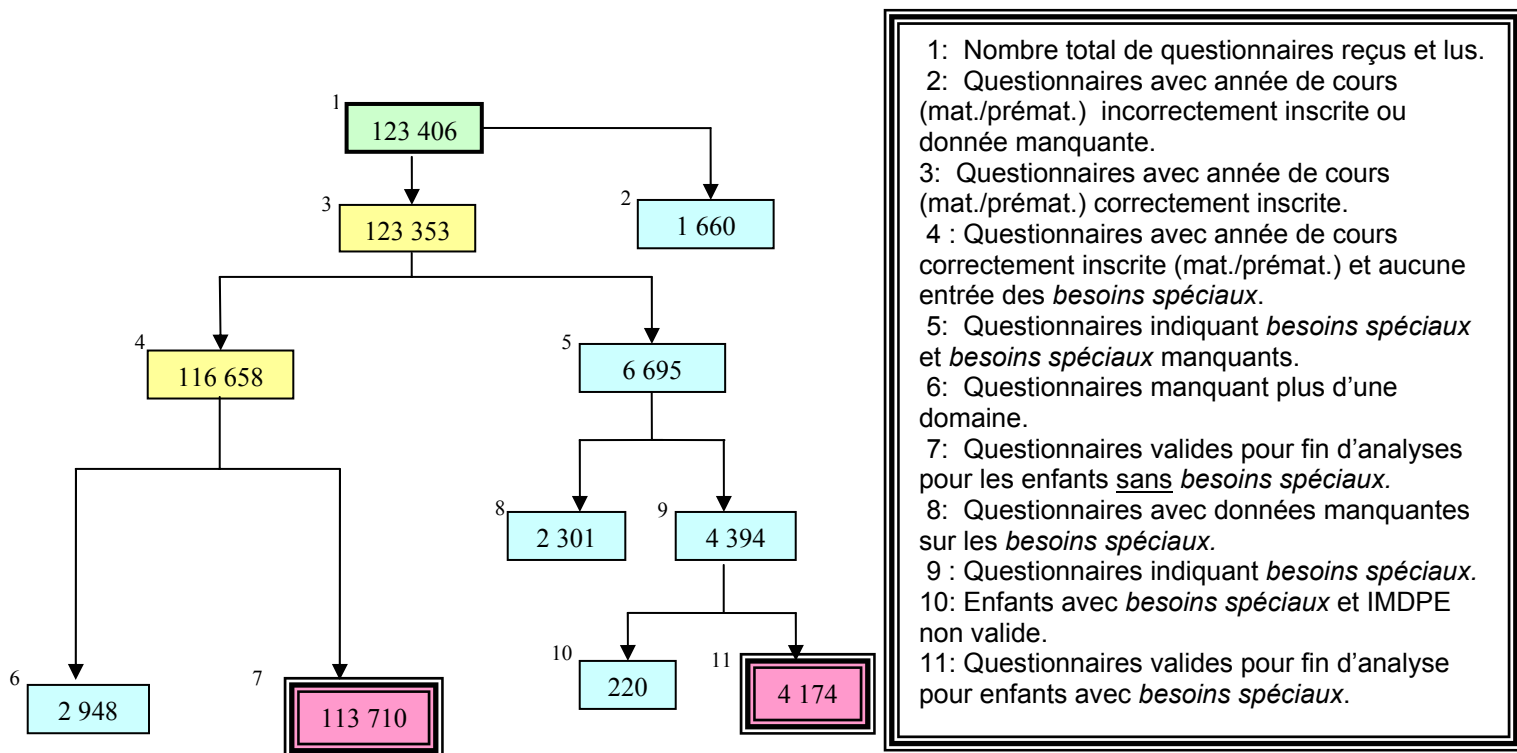 1
123 406
3
123 353
2
1 660
4
116 658
5
6 695
8
2 301
9
4 394
6
2 948
7
113 710
10
220
11
4 174
1: Nombre total de questionnaires reçus et lus.
2: Questionnaires avec année de cours
(mat./prémat.) incorrectement inscrite ou
donnée manquante.
3: Questionnaires avec année de cours
(mat./prémat.) correctement inscrite.
4 : Questionnaires avec année de cours
correctement inscrite (mat./prémat.) et aucune
entrée des besoins spéciaux.
5: Questionnaires indiquant besoins spéciaux
et besoins spéciaux manquants.
6: Questionnaires manquant plus d'une
domaine.
7: Questionnaires valides pour fin d'analyses
pour les enfants sans besoins spéciaux.
8: Questionnaires avec données manquantes
sur les besoins spéciaux.
9 : Questionnaires indiquant besoins spéciaux.
10: Enfants avec besoins spéciaux et IMDPE
non valide.
11: Questionnaires valides pour fin d'analyse
pour enfants avec besoins spéciaux.